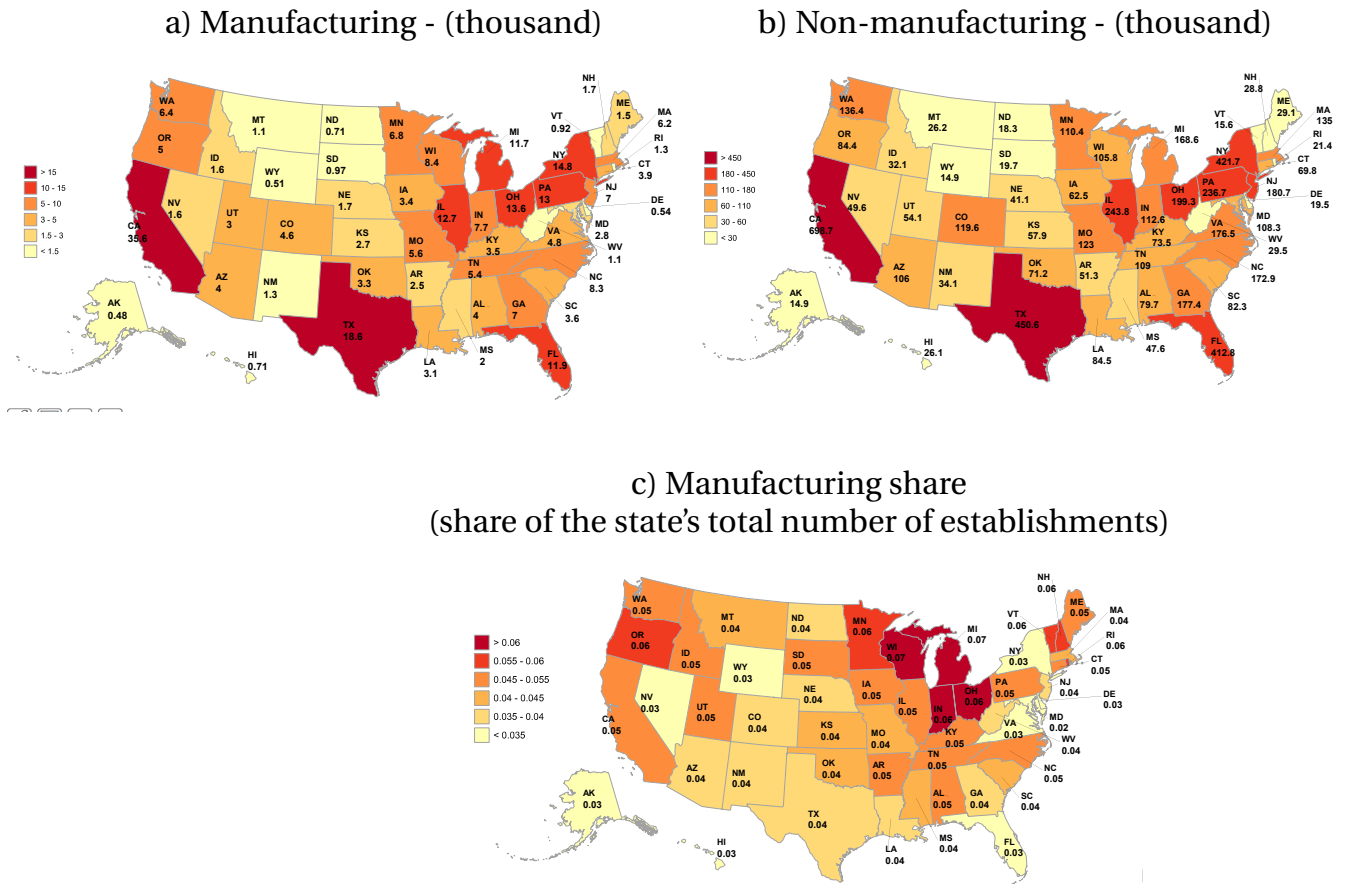 a) Manufacturing - (thousand)
WA
6.4
OR
5
CA
35.6
NV
1.6
ID
1.6
MT
1.1
WY
0.51
UT
3
CO
4.6
AZ
4
NM
1.3
ND
0.71
SD
0.97
NE
1.7
KS
2.7
OK
3.3
TX
18.6
MN
6.8
IA
3.4
MO
5.6
AR
2.5
LA
3.1
WI
8.4
IL
12.7
MI
11.7
IN
7.7
OH
13.6
KY
3.5
TN
5.4
MS
2
AL
4
GA
7
FL
11.9
SC
3.6
NC
8.3
VA
4.8
WV
1.1
MD
2.8
DE
0.54
PA
13
NJ
7
NY
14.8
CT
3.9
RI
1.3
MA
6.2
VT
0.92
NH
1.7
ME
1.5
AK
0.48
HI
0.71
> 15
10 - 15
5 - 10
3 - 5
1.5 - 3
< 1.5
b) Non-manufacturing - (thousand)
WA
136.4
OR
84.4
CA
698.7
NV
49.6
ID
32.1
MT
26.2
WY
14.9
UT
54.1
CO
119.6
AZ
106
NM
34.1
ND
18.3
SD
19.7
NE
41.1
KS
57.9
OK
71.2
TX
450.6
MN
110.4
IA
62.5
MO
123
AR
51.3
LA
84.5
WI
105.8
IL
243.8
MI
168.6
IN
112.6
OH
199.3
KY
73.5
TN
109
MS
47.6
AL
79.7
GA
177.4
FL
412.8
SC
82.3
NC
172.9
VA
176.5
WV
29.5
MD
108.3
DE
19.5
PA
236.7
NJ
180.7
NY
421.7
CT
69.8
RI
21.4
MA
135
VT
15.6
NH
28.8
ME
29.1
AK
14.9
HI
26.1
> 450
180 - 450
110 - 180
60 - 110
30 - 60
< 30
c) Manufacturing share
(share of the state's total number of establishments)
WA
0.05
OR
0.06
CA
0.05
NV
0.03
ID
0.05
MT
0.04
WY
0.03
UT
0.05
CO
0.04
AZ
0.04
NM
0.04
ND
0.04
SD
0.05
NE
0.04
KS
0.04
OK
0.04
TX
0.04
MN
0.06
IA
0.05
MO
0.04
AR
0.05
LA
0.04
WI
0.07
IL
0.05
MI
0.07
IN
0.06
OH
0.06
KY
0.05
TN
0.05
MS
0.04
AL
0.05
GA
0.04
FL
0.03
SC
0.04
NC
0.05
VA
0.03
WV
0.04
MD
0.02
DE
0.03
PA
0.05
NJ
0.04
NY
0.03
CT
0.05
RI
0.06
MA
0.04
VT
0.06
NH
0.06
ME
0.05
AK
0.03
HI
0.03
> 0.06
0.055 - 0.06
0.045 - 0.055
0.04 - 0.045
0.035 - 0.04
< 0.035